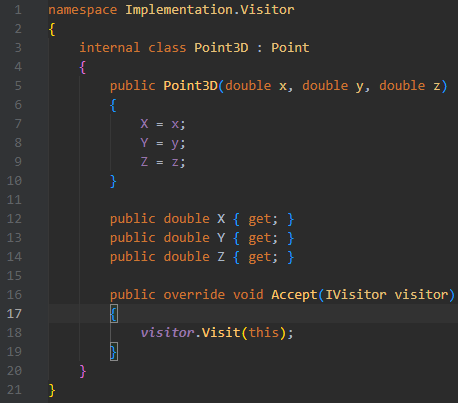 1 namespace Implementation.Visitor
2 {
3     internal class Point3D : Point
4     {
5         public Point3D(double x, double y, double z)
6         {
7             X = x;
8             Y = y;
9             Z = z;
10         }
11
12         public double X { get; }
13         public double Y { get; }
14         public double Z { get; }
15
16         public override void Accept(IVisitor visitor)
17         {
18             visitor.Visit(this);
19         }
20     }
21 }